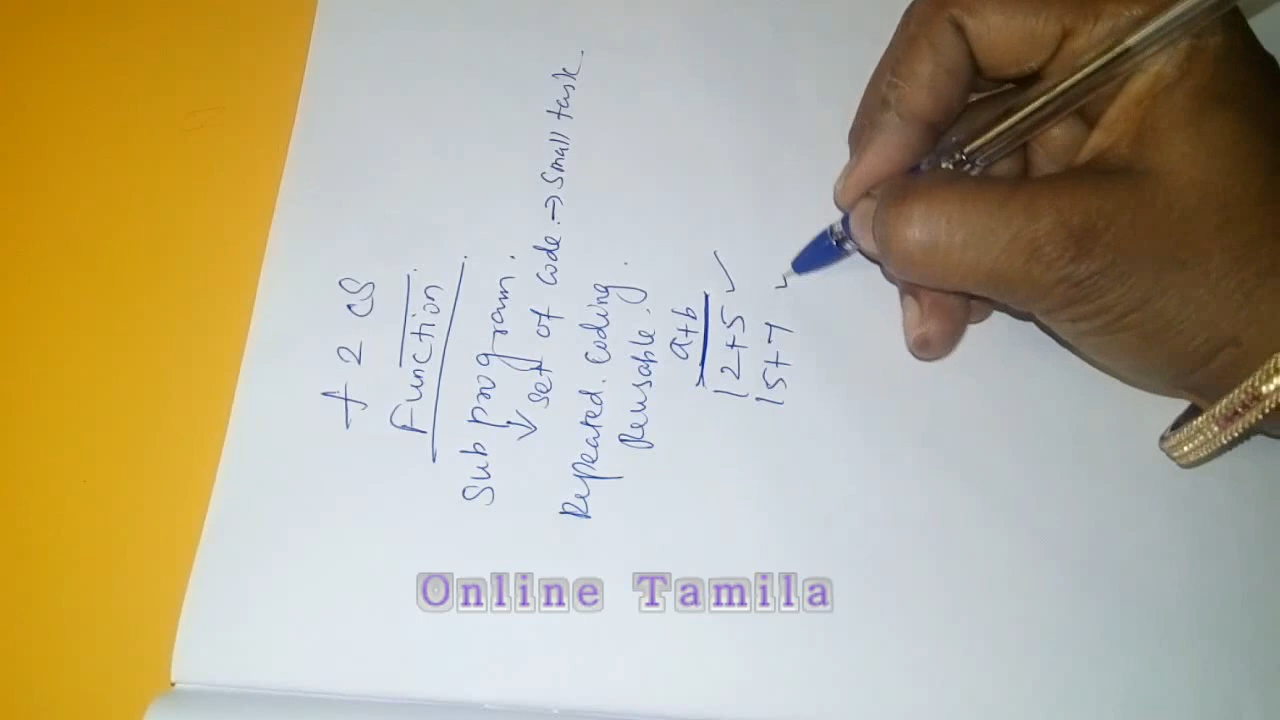 +2 CS
Function
Sub program.
set of code. → Small task.
Repeated. Coding
Reusable.
a+b
12+5 ✓
15+7
Online Tamila